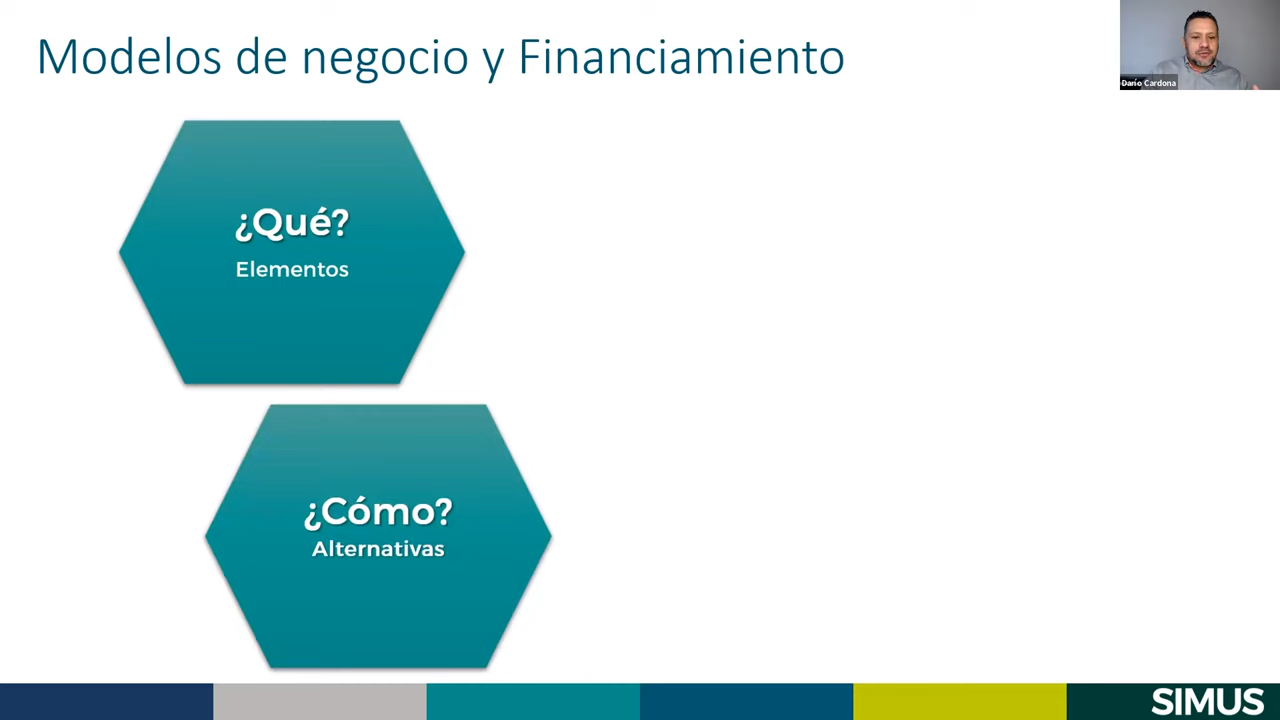 Modelos de negocio y Financiamiento
Darío Cardona
¿Qué?
Elementos
¿Cómo?
Alternativas
SIMUS